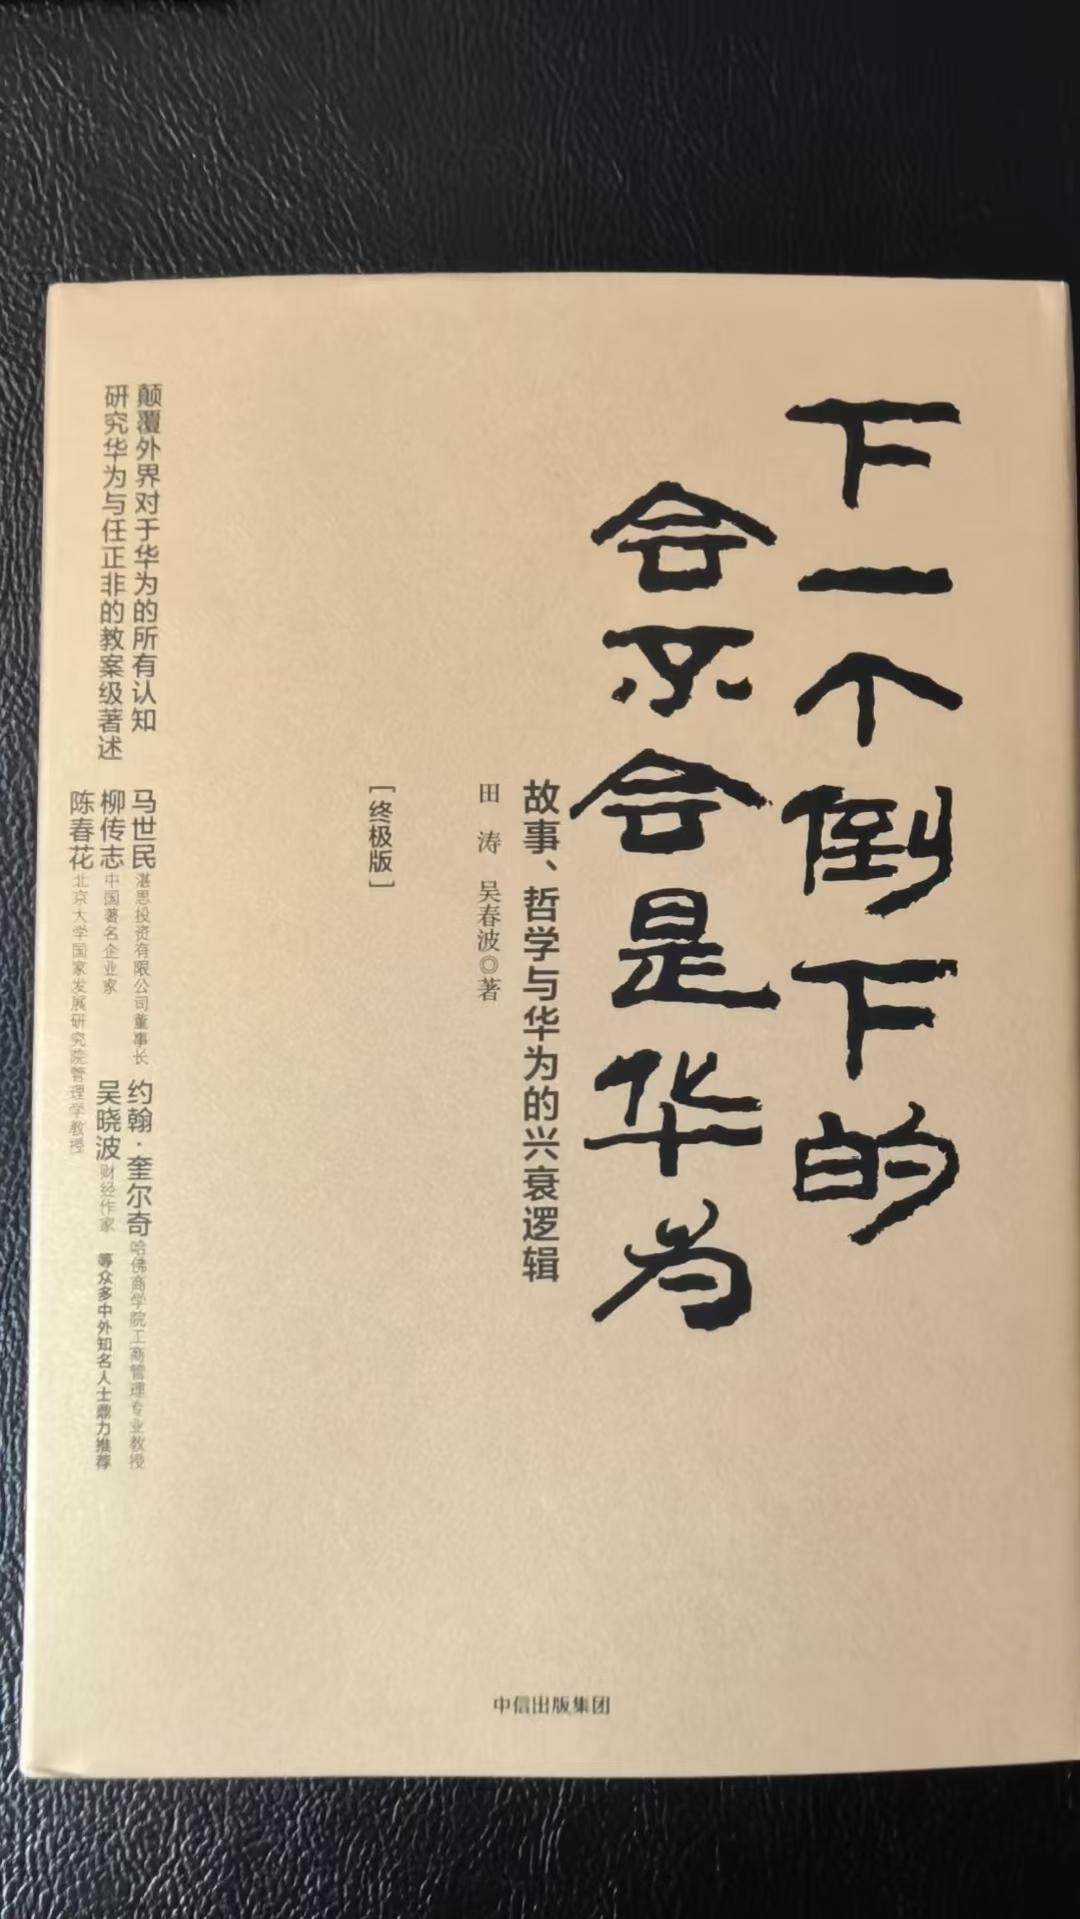 下一个倒下的
会不会是华为
故事、哲学与华为的兴衰逻辑
田 涛 吴春波◎著
[终极版]
颠覆外界对于华为的所有认知
研究华为与任正非的教案级著述
马世民 湛思投资有限公司董事长
柳传志 中国著名企业家
陈春花 北京大学国家发展研究院管理学教授
约翰·奎尔奇 哈佛商学院工商管理专业教授
吴晓波 财经作家
等众多中外知名人士鼎力推荐
中信出版集团